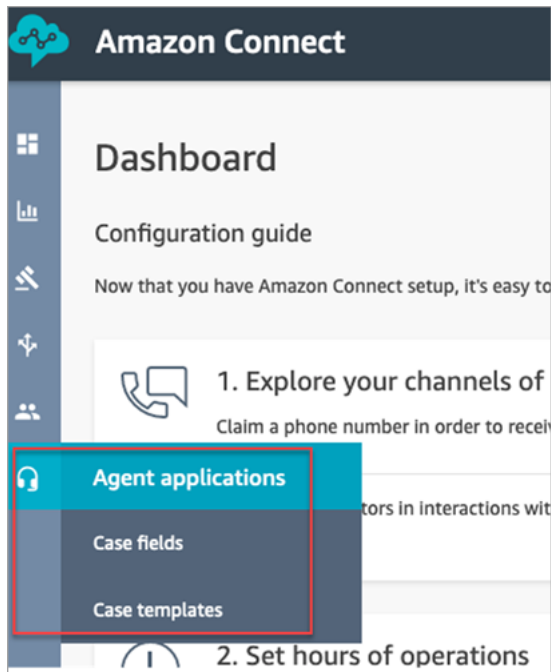 Amazon Connect
Dashboard
Configuration guide
Now that you have Amazon Connect setup, it's easy to
1. Explore your channels of
Claim a phone number in order to recei
Agent applications
tors in interactions wit
Case fields
Case templates
2. Set hours of operations